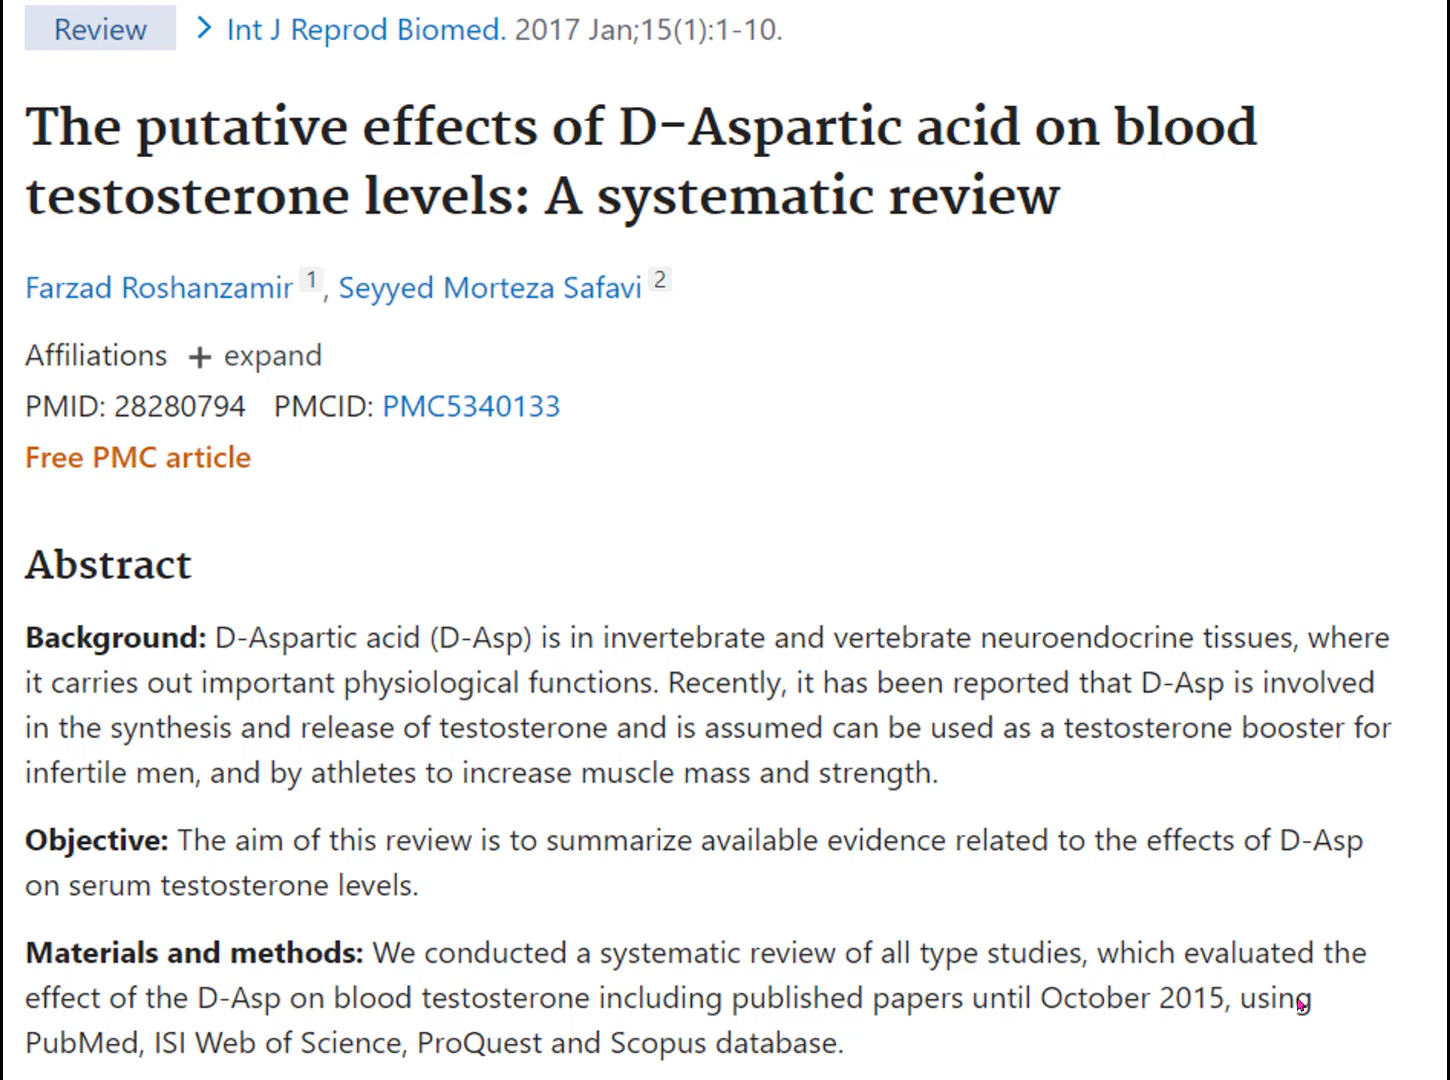 Review > Int J Reprod Biomed. 2017 Jan;15(1):1-10.
The putative effects of D-Aspartic acid on blood
testosterone levels: A systematic review
Farzad Roshanzamir 1, Seyyed Morteza Safavi 2
Affiliations + expand
PMID: 28280794 PMCID: PMC5340133
Free PMC article
Abstract
Background: D-Aspartic acid (D-Asp) is in invertebrate and vertebrate neuroendocrine tissues, where
it carries out important physiological functions. Recently, it has been reported that D-Asp is involved
in the synthesis and release of testosterone and is assumed can be used as a testosterone booster for
infertile men, and by athletes to increase muscle mass and strength.
Objective: The aim of this review is to summarize available evidence related to the effects of D-Asp
on serum testosterone levels.
Materials and methods: We conducted a systematic review of all type studies, which evaluated the
effect of the D-Asp on blood testosterone including published papers until October 2015, using
PubMed, ISI Web of Science, ProQuest and Scopus database.